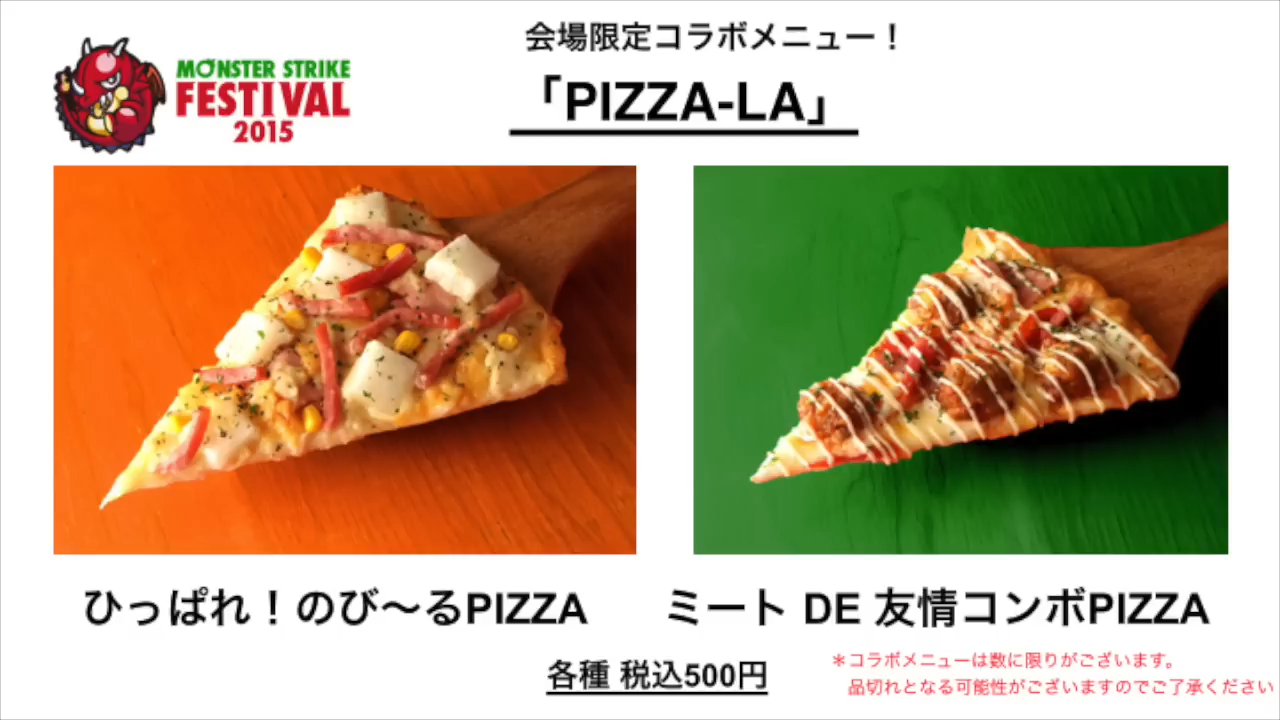 MONSTER STRIKE
FESTIVAL
2015
会場限定コラボメニュー！
「PIZZA-LA」
ひっぱれ！のび〜るPIZZA
ミート DE 友情コンボPIZZA
各種 税込500円
＊コラボメニューは数に限りがございます。
品切れとなる可能性がございますのでご了承ください